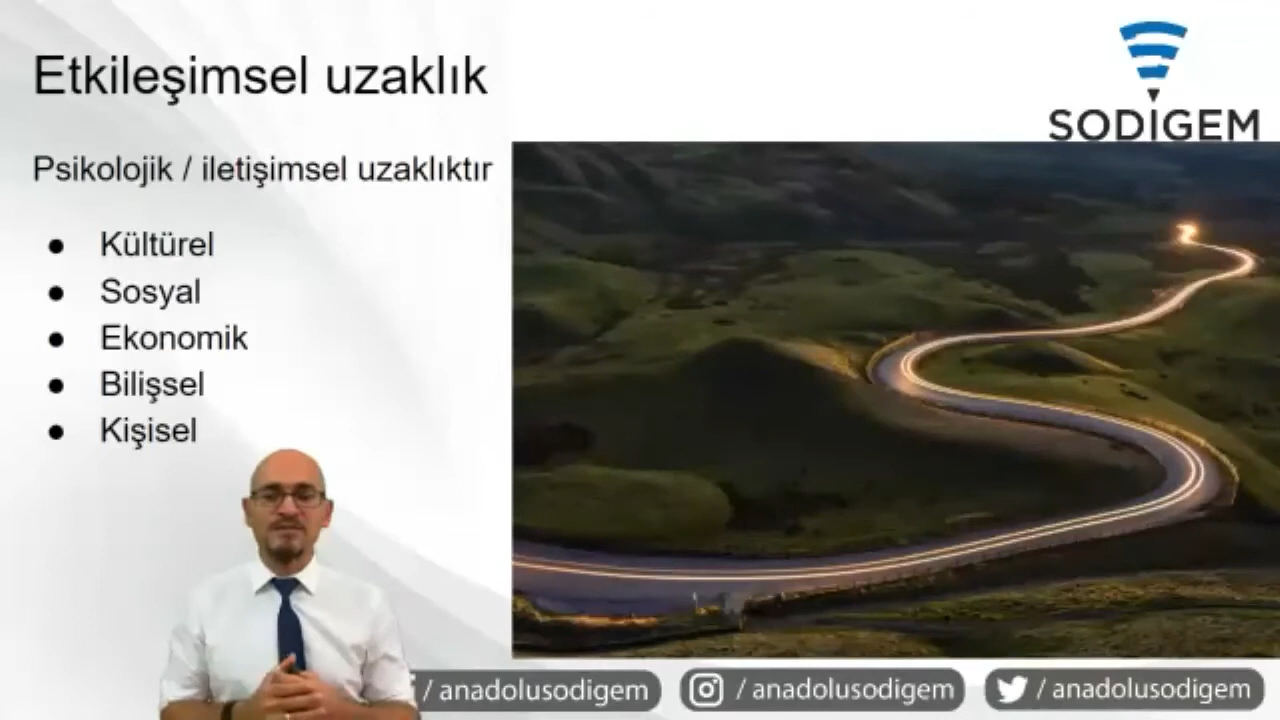 Etkileşimsel uzaklık
SODİGEM
Psikolojik / iletişimsel uzaklıktır
● Kültürel
● Sosyal
● Ekonomik
● Bilişsel
● Kişisel
/ anadolusodigem
/ anadolusodigem
/ anadolusodigem